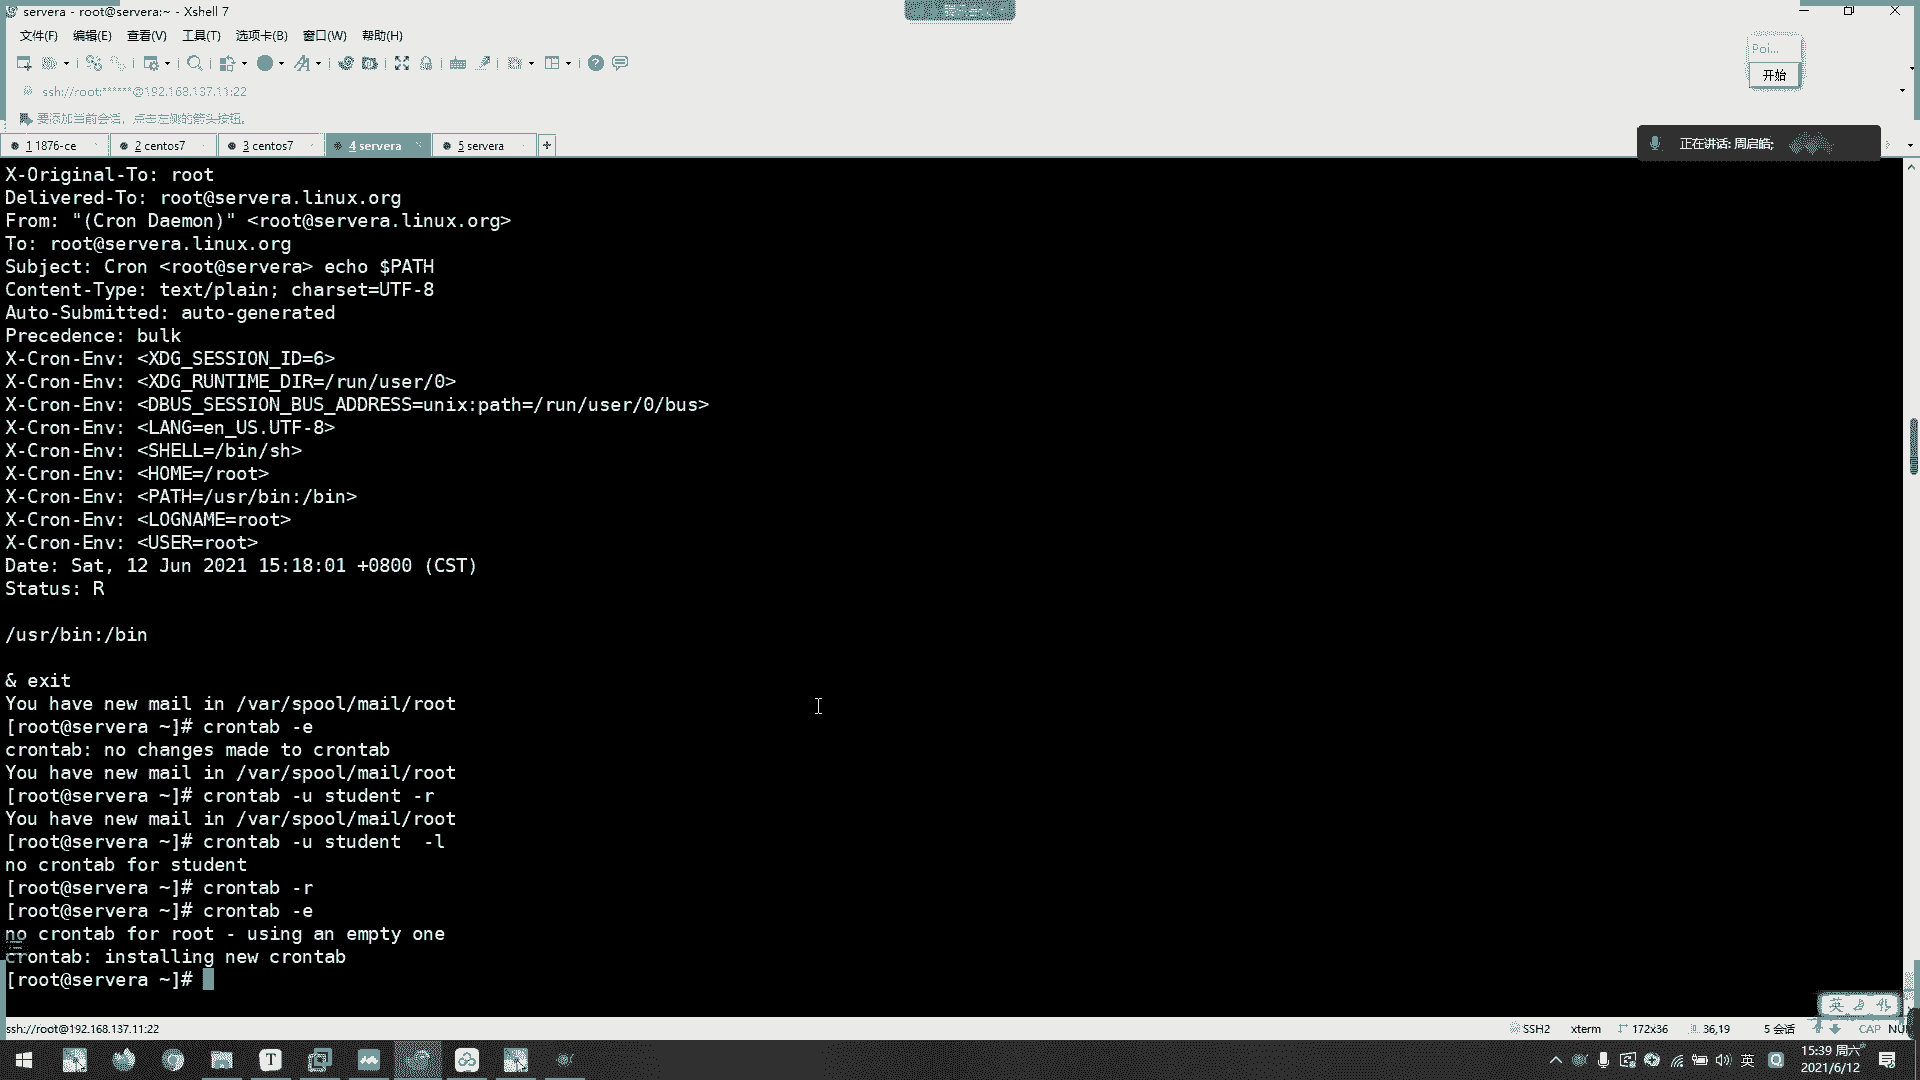 servera - root@servera:~ - Xshell 7
文件(F) 编辑(E) 查看(V) 工具(T) 选项卡(B) 窗口(W) 帮助(H)
Poi...
开始
ssh://root:******@192.168.137.11:22
要添加当前会话，点击左侧的箭头按钮。
1 1876-ce 2 centos7 3 centos7 4 servera 5 servera +
正在讲话: 周启皓;
X-Original-To: root
Delivered-To: root@servera.linux.org
From: "(Cron Daemon)" <root@servera.linux.org>
To: root@servera.linux.org
Subject: Cron <root@servera> echo $PATH
Content-Type: text/plain; charset=UTF-8
Auto-Submitted: auto-generated
Precedence: bulk
X-Cron-Env: <XDG_SESSION_ID=6>
X-Cron-Env: <XDG_RUNTIME_DIR=/run/user/0>
X-Cron-Env: <DBUS_SESSION_BUS_ADDRESS=unix:path=/run/user/0/bus>
X-Cron-Env: <LANG=en_US.UTF-8>
X-Cron-Env: <SHELL=/bin/sh>
X-Cron-Env: <HOME=/root>
X-Cron-Env: <PATH=/usr/bin:/bin>
X-Cron-Env: <LOGNAME=root>
X-Cron-Env: <USER=root>
Date: Sat, 12 Jun 2021 15:18:01 +0800 (CST)
Status: R
/usr/bin:/bin
& exit
You have new mail in /var/spool/mail/root
[root@servera ~]# crontab -e
crontab: no changes made to crontab
You have new mail in /var/spool/mail/root
[root@servera ~]# crontab -u student -r
You have new mail in /var/spool/mail/root
[root@servera ~]# crontab -u student  -l
no crontab for student
[root@servera ~]# crontab -r
[root@servera ~]# crontab -e
no crontab for root - using an empty one
crontab: installing new crontab
[root@servera ~]#
英
ssh://root@192.168.137.11:22 SSH2 xterm 172x36 36,19 5 会话 CAP NUM
英 15:39 周六
2021/6/12